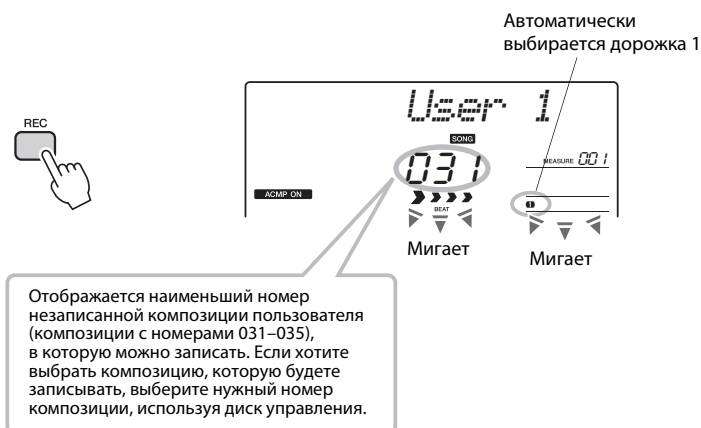 Автоматически
выбирается дорожка 1
REC
User 1
SONG
031
MEASURE 001
ACMP ON
BEAT
1
Мигает
Мигает
Отображается наименьший номер
незаписанной композиции пользователя
(композиции с номерами 031–035),
в которую можно записать. Если хотите
выбрать композицию, которую будете
записывать, выберите нужный номер
композиции, используя диск управления.